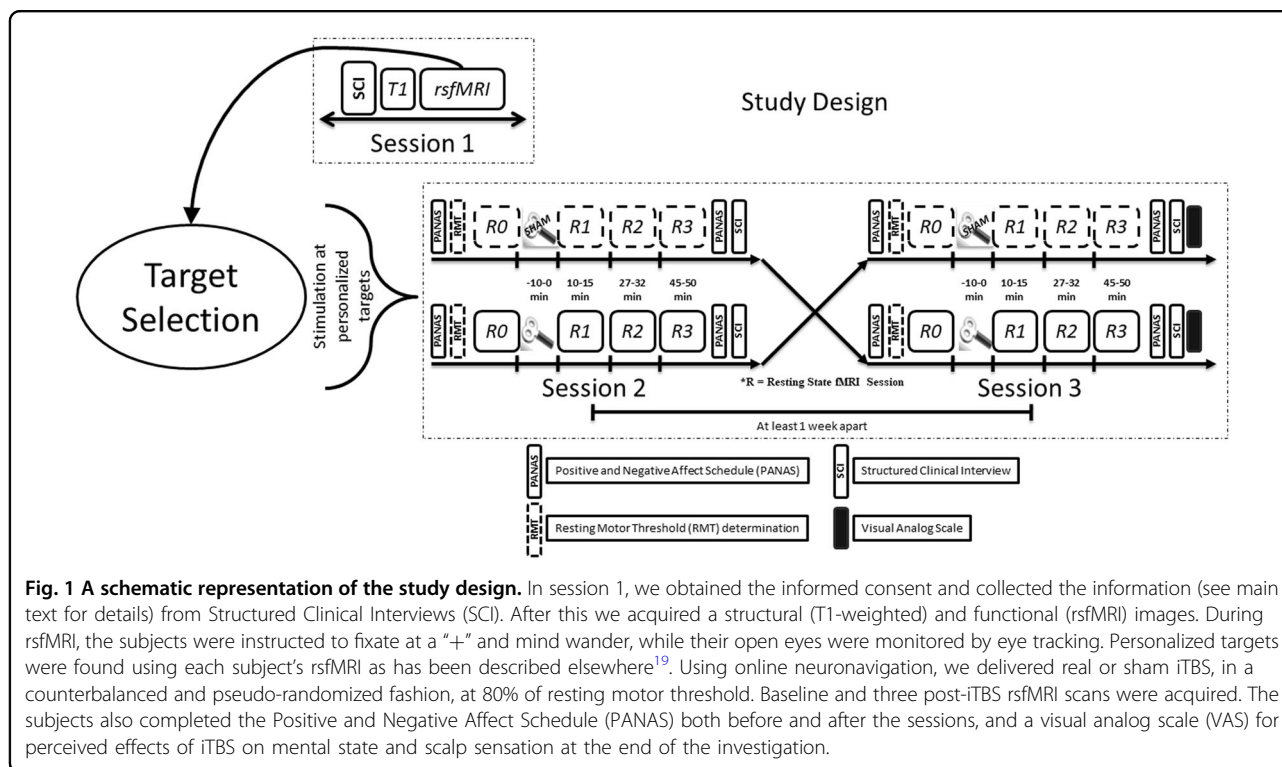 Study Design
SCI T1 rsfMRI
Session 1
Target
Selection
Stimulation at
personalized
targets
PANAS RMT R0 SHAM R1 R2 R3 PANAS SCI
PANAS RMT R0 SHAM R1 R2 R3 PANAS SCI
-10-0 min 10-15 min 27-32 min 45-50 min
-10-0 min 10-15 min 27-32 min 45-50 min
PANAS RMT R0 R1 R2 R3 PANAS SCI
PANAS RMT R0 R1 R2 R3 PANAS SCI
Session 2
*R = Resting State fMRI Session
Session 3
At least 1 week apart
PANAS Positive and Negative Affect Schedule (PANAS)
SCI Structured Clinical Interview
RMT Resting Motor Threshold (RMT) determination
Visual Analog Scale
Fig. 1 A schematic representation of the study design. In session 1, we obtained the informed consent and collected the information (see main
text for details) from Structured Clinical Interviews (SCI). After this we acquired a structural (T1-weighted) and functional (rsfMRI) images. During
rsfMRI, the subjects were instructed to fixate at a "+" and mind wander, while their open eyes were monitored by eye tracking. Personalized targets
were found using each subject's rsfMRI as has been described elsewhere19. Using online neuronavigation, we delivered real or sham iTBS, in a
counterbalanced and pseudo-randomized fashion, at 80% of resting motor threshold. Baseline and three post-iTBS rsfMRI scans were acquired. The
subjects also completed the Positive and Negative Affect Schedule (PANAS) both before and after the sessions, and a visual analog scale (VAS) for
perceived effects of iTBS on mental state and scalp sensation at the end of the investigation.